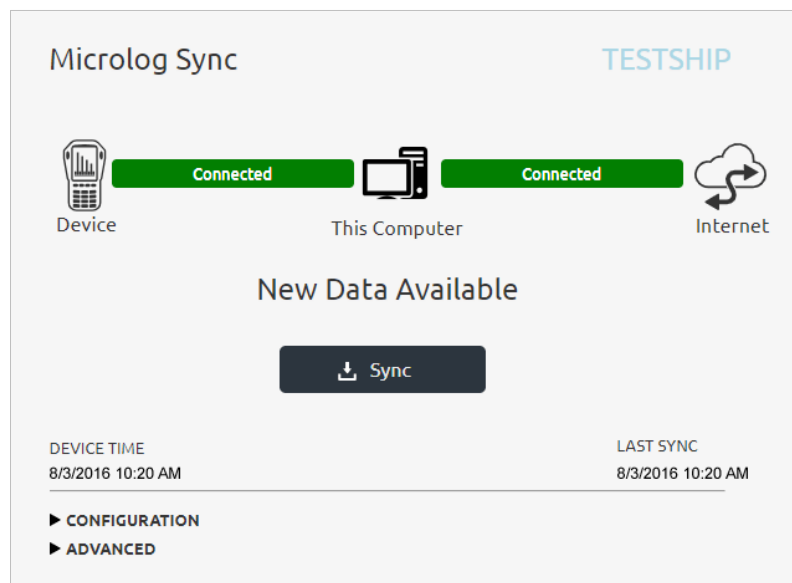 Microlog Sync
TESTSHIP
Connected
Connected
Device
This Computer
Internet
New Data Available
Sync
DEVICE TIME
LAST SYNC
8/3/2016 10:20 AM
8/3/2016 10:20 AM
CONFIGURATION
ADVANCED